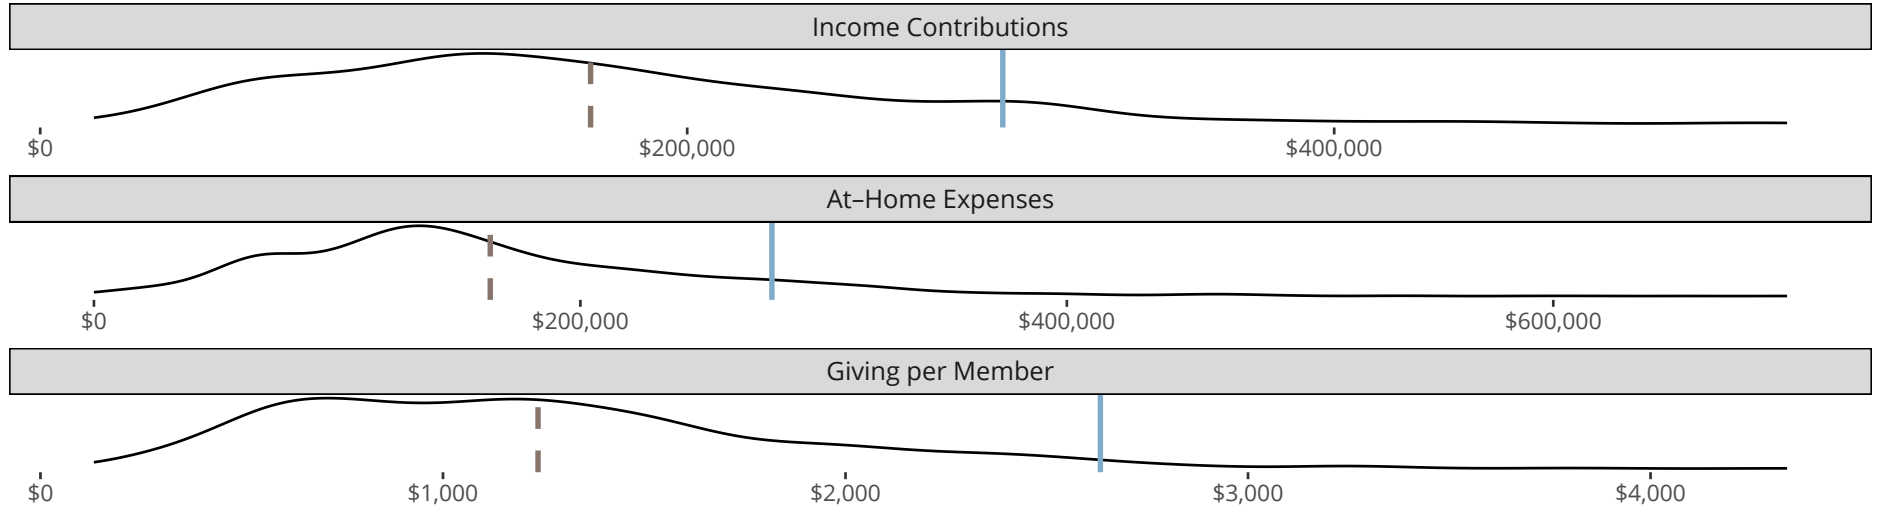 Income Contributions
$0 $200,000 $400,000
At–Home Expenses
$0 $200,000 $400,000 $600,000
Giving per Member
$0 $1,000 $2,000 $3,000 $4,000